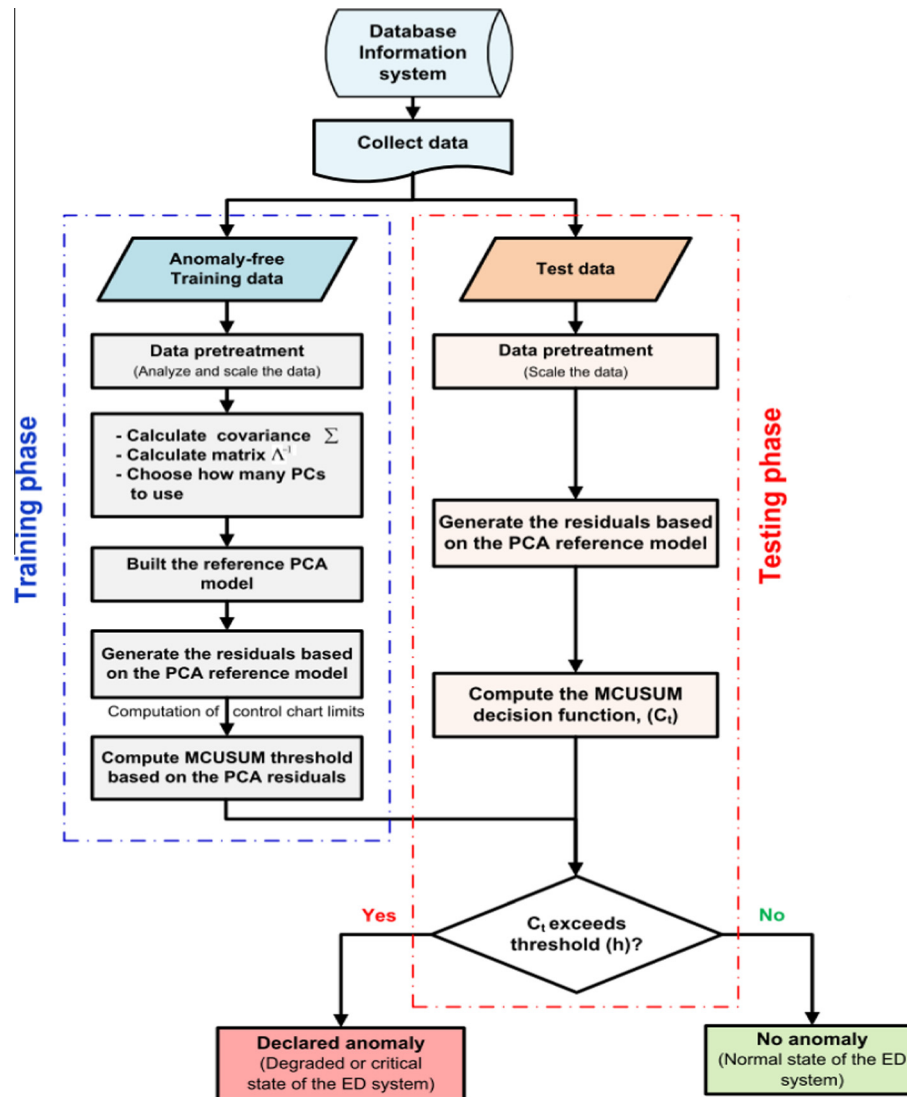 Database
Information
system
Collect data
Training phase
Anomaly-free
Training data
Data pretreatment
(Analyze and scale the data)
- Calculate covariance Σ
- Calculate matrix Λ⁻¹
- Choose how many PCs
to use
Built the reference PCA
model
Generate the residuals based
on the PCA reference model
Computation of control chart limits
Compute MCUSUM threshold
based on the PCA residuals
Testing phase
Test data
Data pretreatment
(Scale the data)
Generate the residuals based
on the PCA reference model
Compute the MCUSUM
decision function, (Cₜ)
Cₜ exceeds
threshold (h)?
Yes
No
Declared anomaly
(Degraded or critical
state of the ED system)
No anomaly
(Normal state of the ED
system)